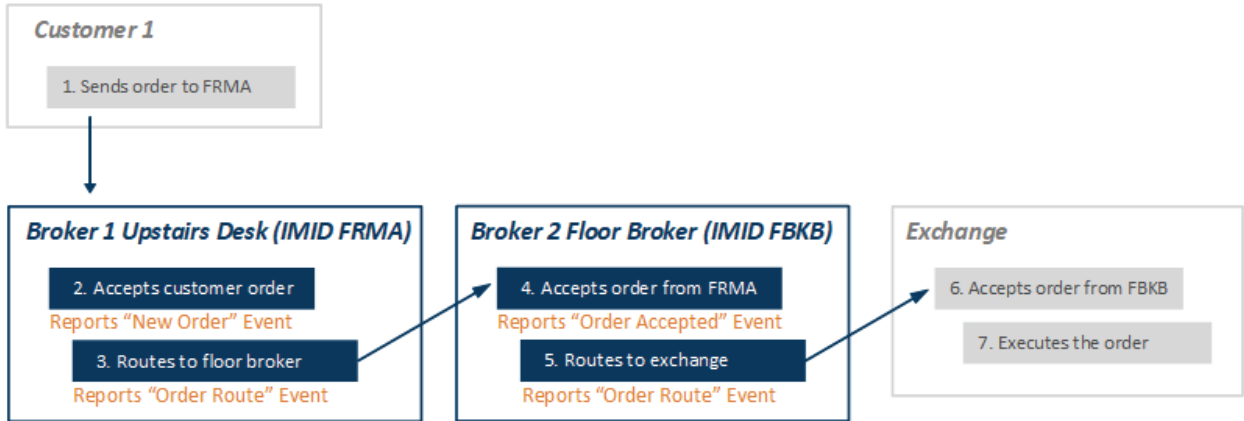 Customer 1
1. Sends order to FRMA
Broker 1 Upstairs Desk (IMID FRMA)
2. Accepts customer order
Reports “New Order” Event
3. Routes to floor broker
Reports “Order Route” Event
Broker 2 Floor Broker (IMID FBKB)
4. Accepts order from FRMA
Reports “Order Accepted” Event
5. Routes to exchange
Reports “Order Route” Event
Exchange
6. Accepts order from FBKB
7. Executes the order